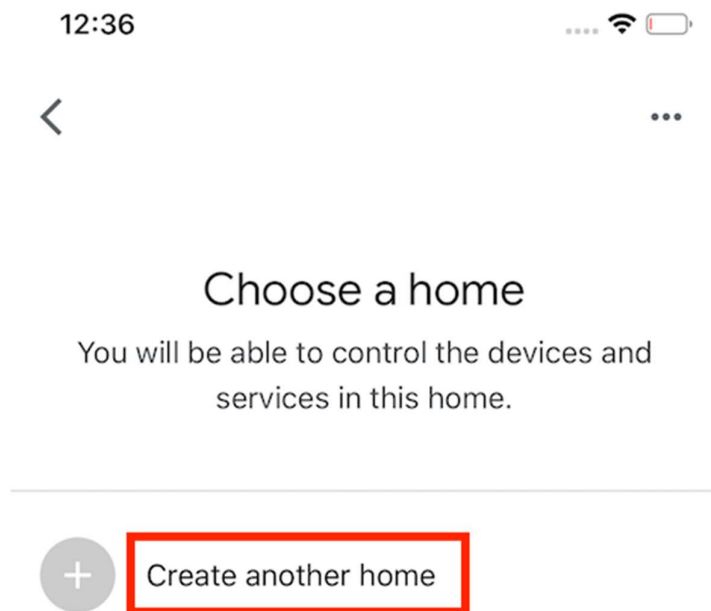 12:36
Choose a home
You will be able to control the devices and
services in this home.
Create another home